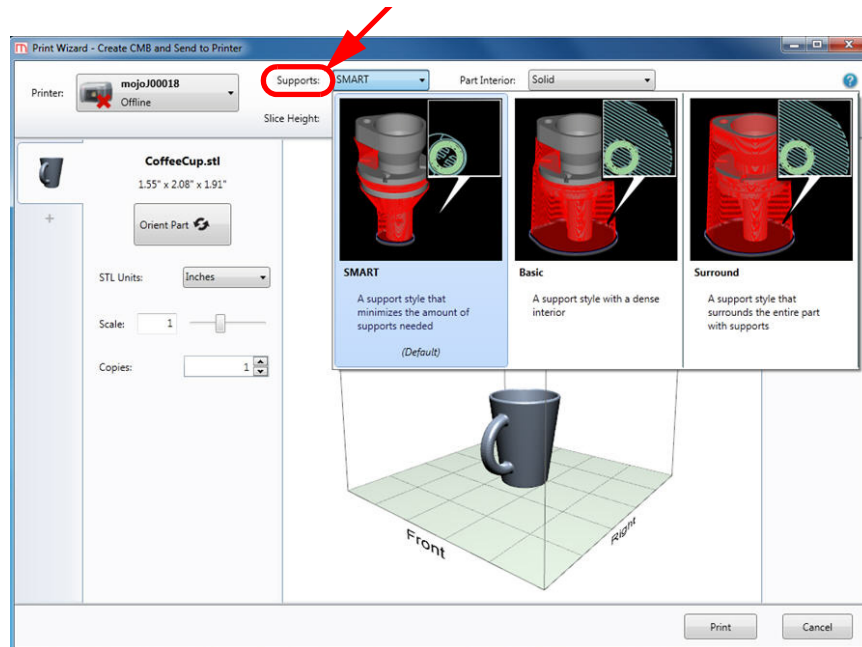 Print Wizard - Create CMB and Send to Printer
Printer:
mojoJ00018
Offline
Supports:
SMART
Part Interior:
Solid
Slice Height:
CoffeeCup.stl
1.55" x 2.08" x 1.91"
Orient Part
STL Units:
Inches
Scale:
1
Copies:
1
SMART
A support style that
minimizes the amount of
supports needed
(Default)
Basic
A support style with a dense
interior
Surround
A support style that
surrounds the entire part
with supports
Front
Right
Print
Cancel